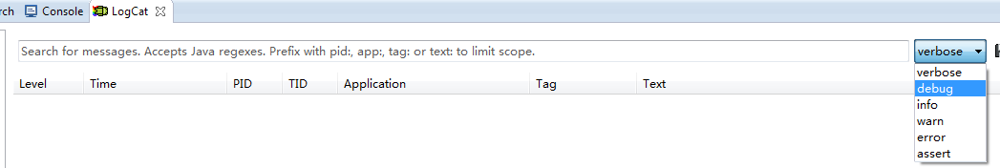 rch Console LogCat
Search for messages. Accepts Java regexes. Prefix with pid:, app:, tag: or text: to limit scope. verbose
Level Time PID TID Application Tag Text
verbose
debug
info
warn
error
assert